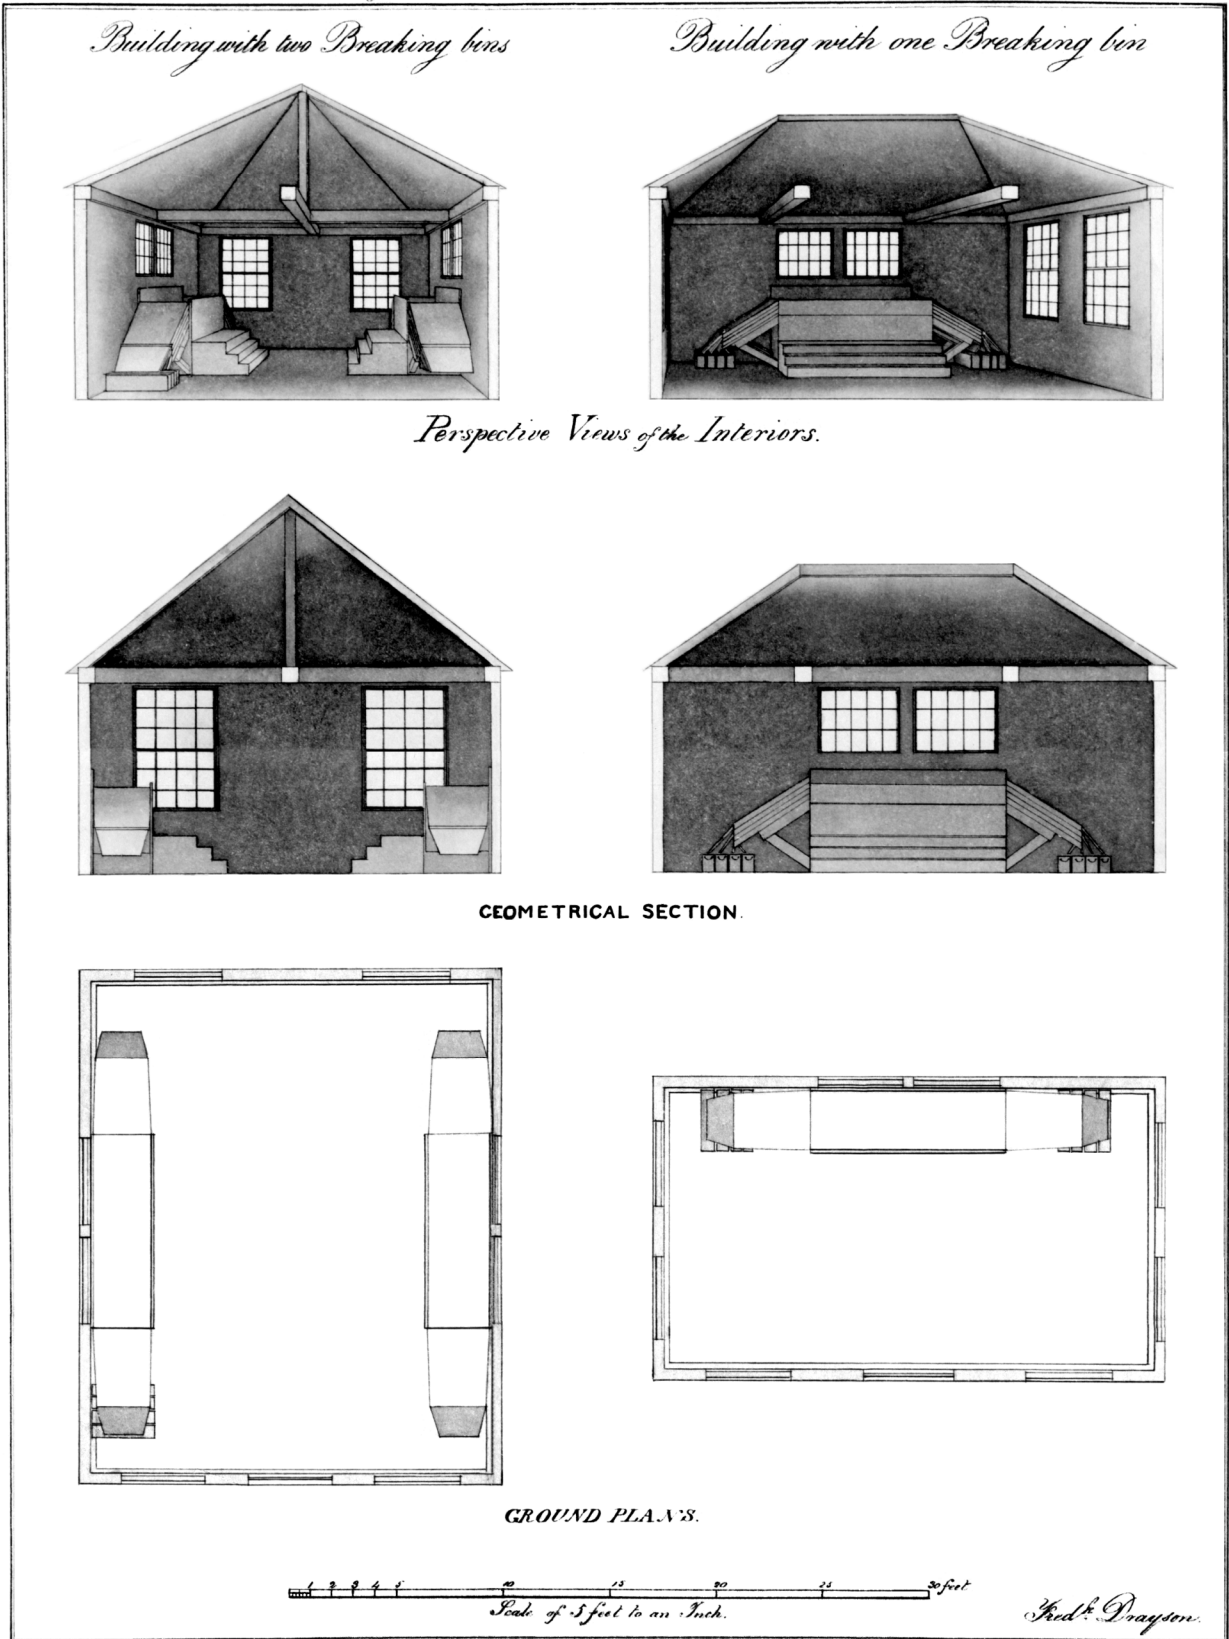 Building with two Breaking bins
Building with one Breaking bin
Perspective Views of the Interiors.
GEOMETRICAL SECTION.
GROUND PLANS.
1 2 3 4 5 10 15 20 25 30 feet
Scale of 5 feet to an Inch.
Fredk. Drayson.